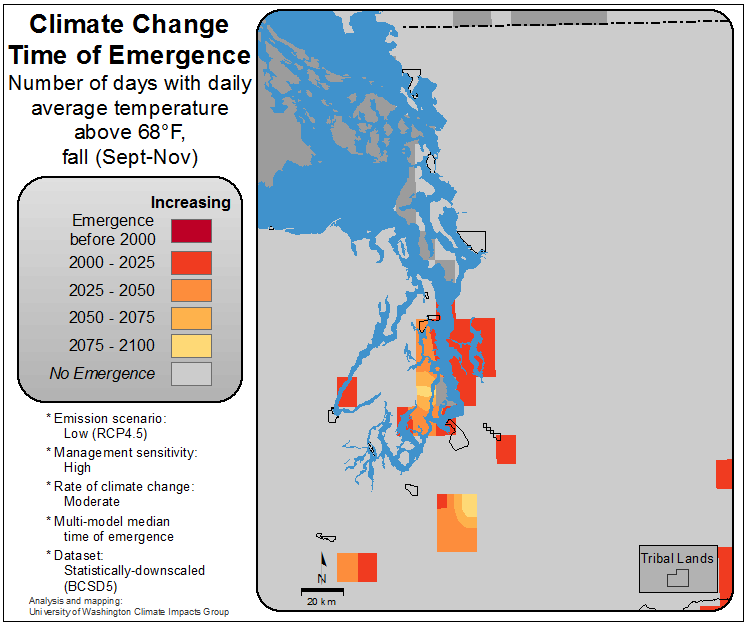 Climate Change
Time of Emergence
Number of days with daily
average temperature
above 68°F,
fall (Sept-Nov)
Increasing
Emergence
before 2000
2000 - 2025
2025 - 2050
2050 - 2075
2075 - 2100
No Emergence
* Emission scenario:
Low (RCP4.5)
* Management sensitivity:
High
* Rate of climate change:
Moderate
* Multi-model median
time of emergence
* Dataset:
Statistically-downscaled
(BCSD5)
Analysis and mapping:
University of Washington Climate Impacts Group
N
20 km
Tribal Lands